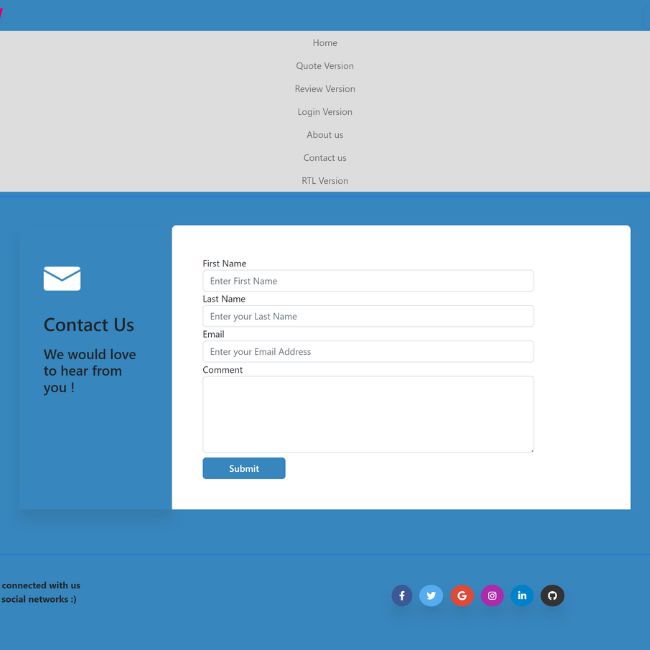 Home
Quote Version
Review Version
Login Version
About us
Contact us
RTL Version
Contact Us
We would love
to hear from
you !
First Name
Enter First Name
Last Name
Enter your Last Name
Email
Enter your Email Address
Comment
Submit
connected with us
social networks :)